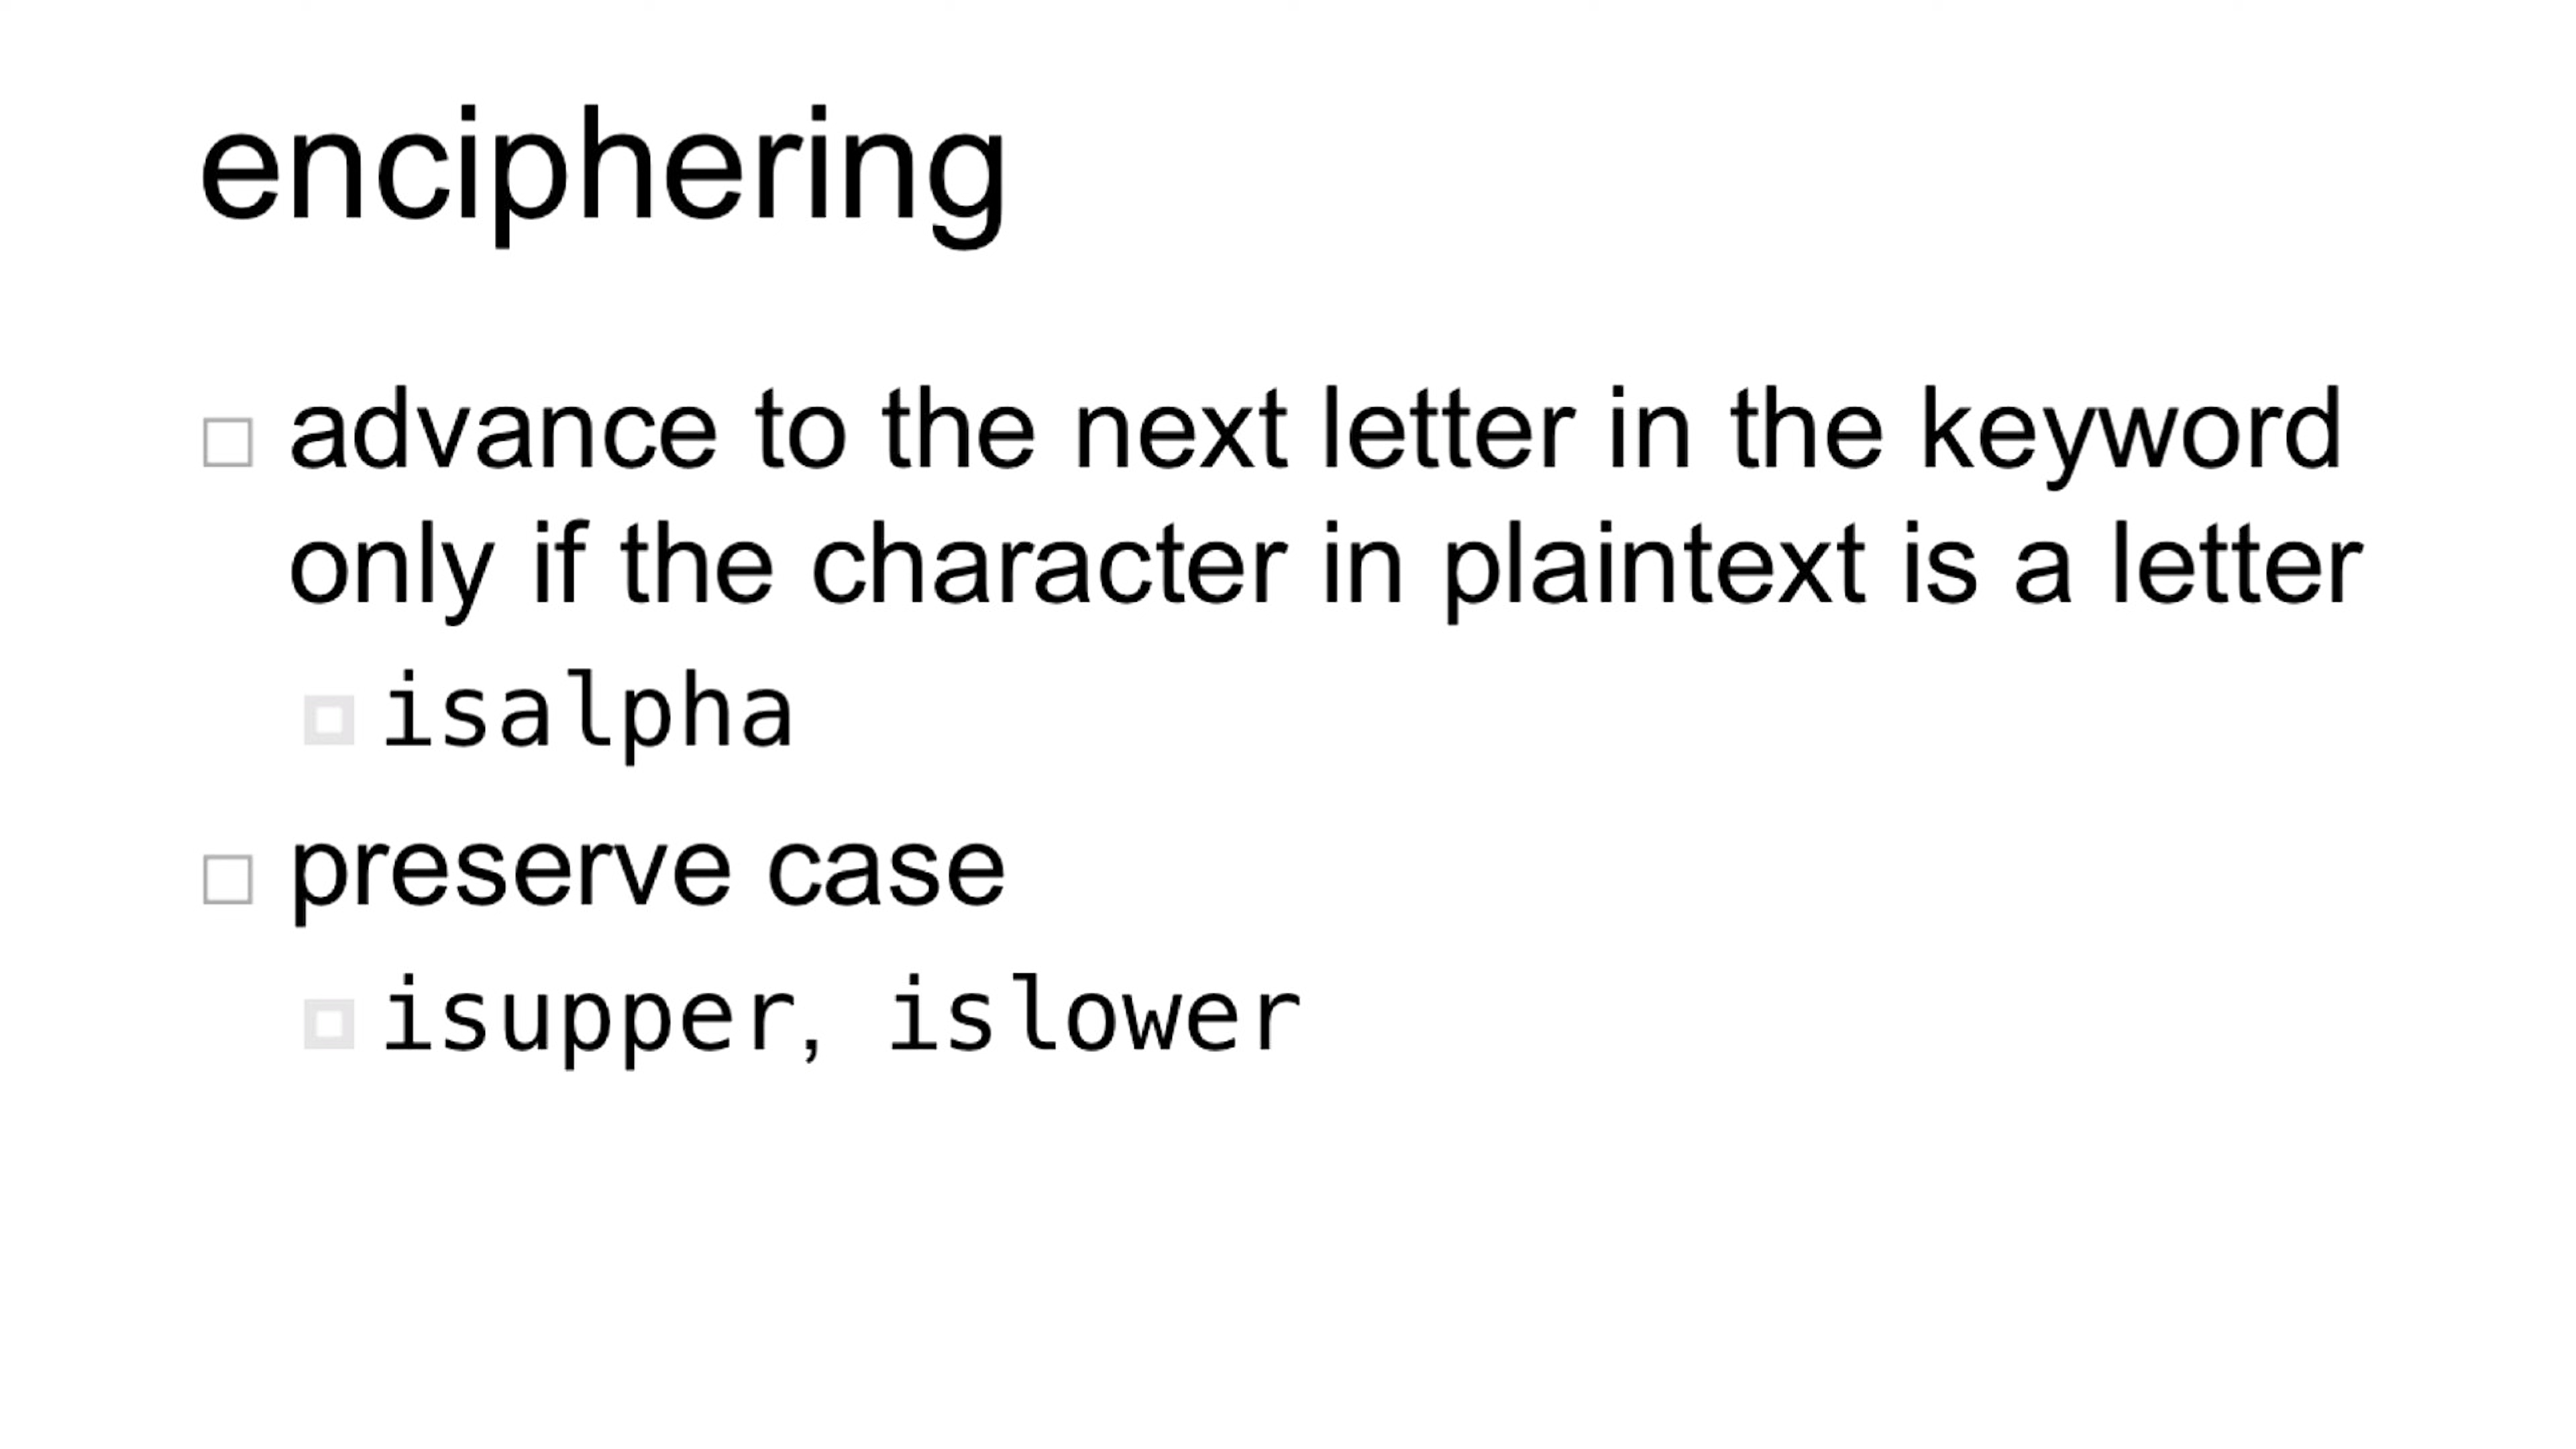 enciphering
advance to the next letter in the keyword
only if the character in plaintext is a letter
isalpha
preserve case
isupper, islower